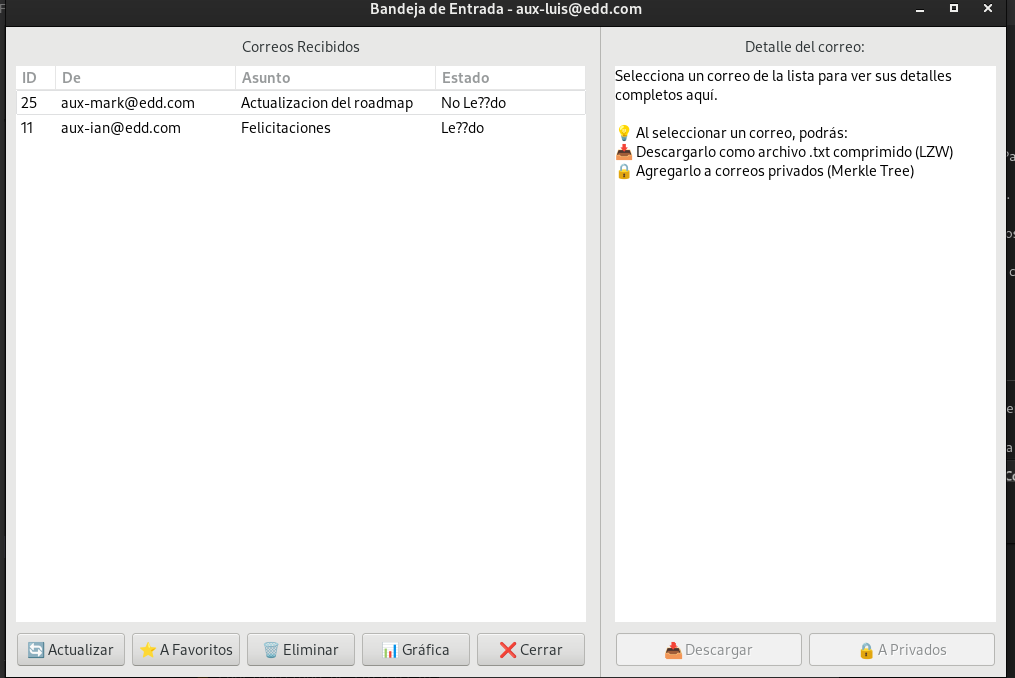 Bandeja de Entrada - aux-luis@edd.com
Correos Recibidos
ID De Asunto Estado
25 aux-mark@edd.com Actualizacion del roadmap No Le??do
11 aux-ian@edd.com Felicitaciones Le??do
Actualizar A Favoritos Eliminar Gráfica Cerrar
Detalle del correo:
Selecciona un correo de la lista para ver sus detalles
completos aquí.
💡 Al seleccionar un correo, podrás:
📥 Descargarlo como archivo .txt comprimido (LZW)
🔒 Agregarlo a correos privados (Merkle Tree)
Descargar A Privados